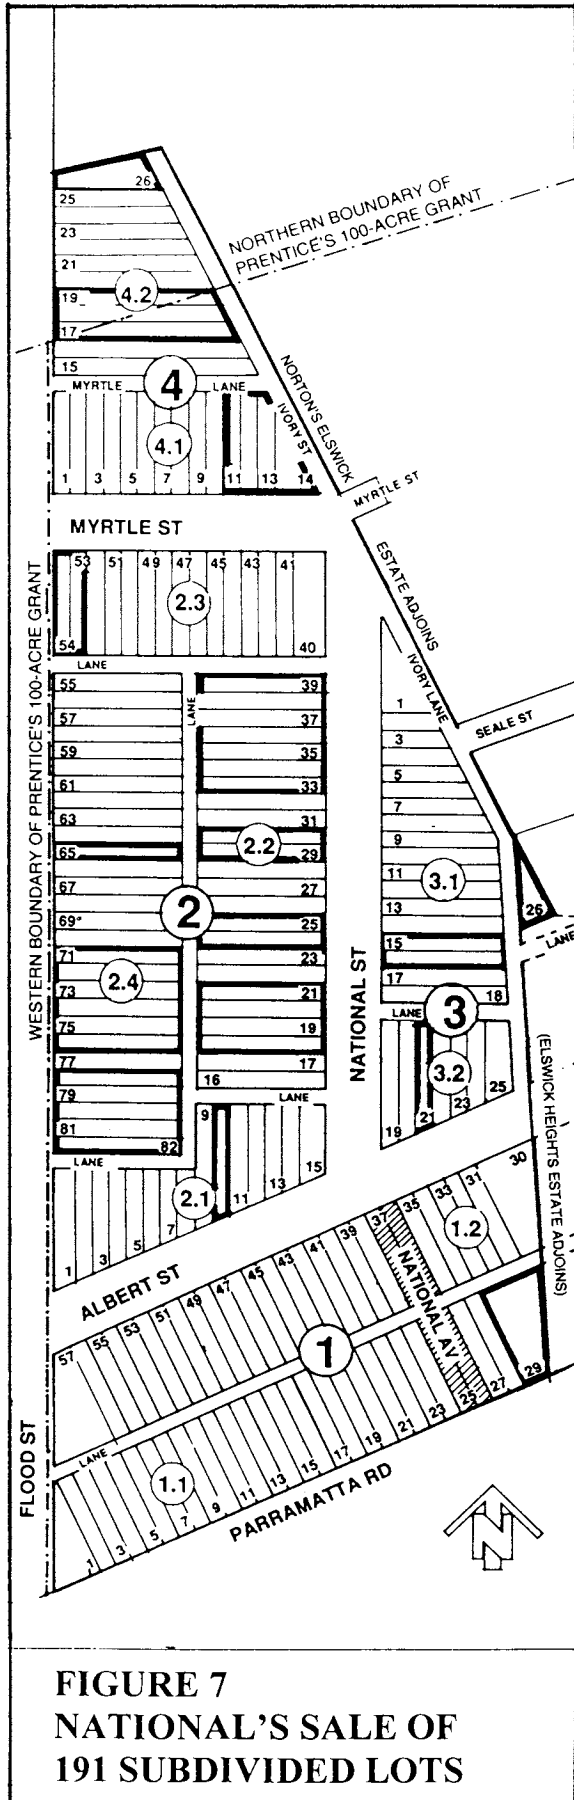 26
25
23
21
19
17
15
4.2
NORTHERN BOUNDARY OF
PRENTICE'S 100-ACRE GRANT
4
MYRTLE
LANE
IVORY ST
NORTON'S ELSWICK
4.1
1 3 5 7 9 11 13 14
MYRTLE ST
MYRTLE ST
ESTATE ADJOINS
53 51 49 47 45 43 41
2.3
54 40
LANE
WESTERN BOUNDARY OF PRENTICE'S 100-ACRE GRANT
55
57
59
61
63
65
67
69
71
73
75
77
79
81
82
2.4
LANE
LANE
39
37
35
33
31
29
27
25
23
21
19
17
16
2.2
2
LANE
IVORY LANE
SEALE ST
1
3
5
7
9
11
13
15
17
18
3.1
26
LANE
NATIONAL ST
LANE
3
3.2
19 21 23 25
(ELSWICK HEIGHTS ESTATE ADJOINS)
9 11 13 15
2.1
1 3 5 7
ALBERT ST
57 55 53 51 49 47 45 43 41 39 37 35 33 31 30
1.2
NATIONAL AV
1
LANE
1.1
1 3 5 7 9 11 13 15 17 19 21 23 25 27 29
FLOOD ST
PARRAMATTA RD
N
FIGURE 7
NATIONAL'S SALE OF
191 SUBDIVIDED LOTS